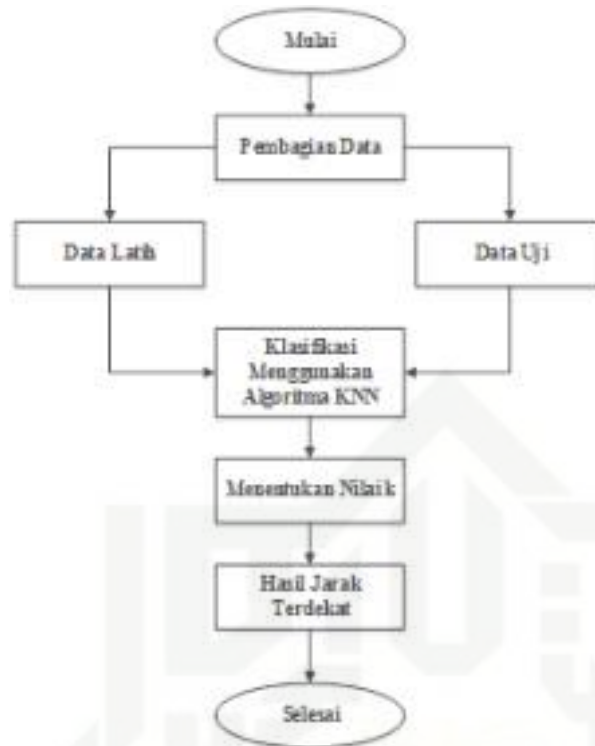 Mulai
Pembagian Data
Data Latih
Data Uji
Klasifikasi
Menggunakan
Algoritma KNN
Menentukan Nilai k
Hasil Jarak
Terdekat
Selesai